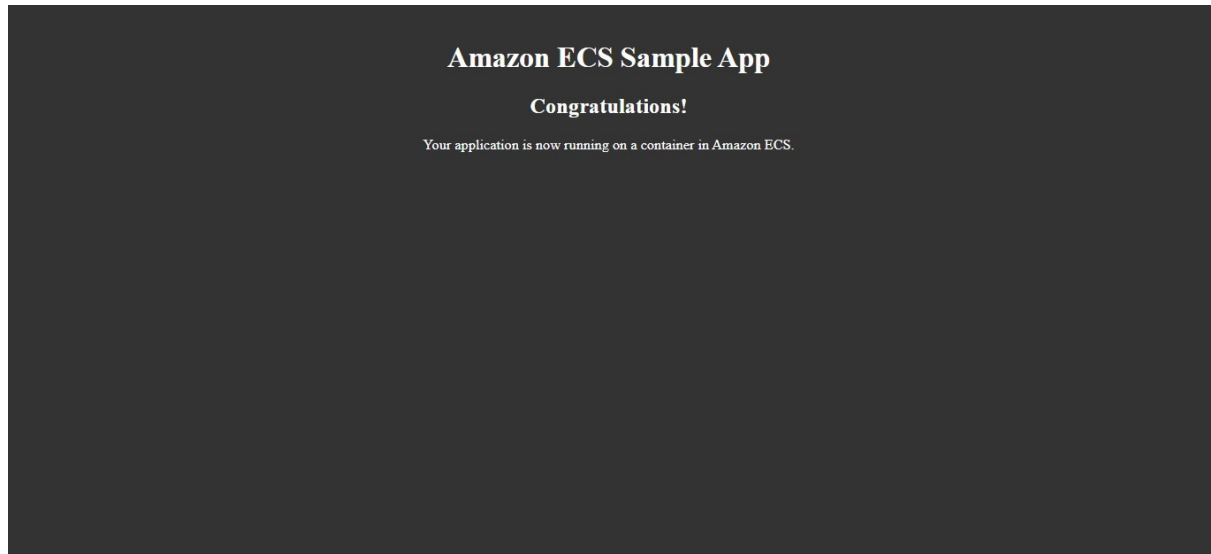 Amazon ECS Sample App
Congratulations!
Your application is now running on a container in Amazon ECS.